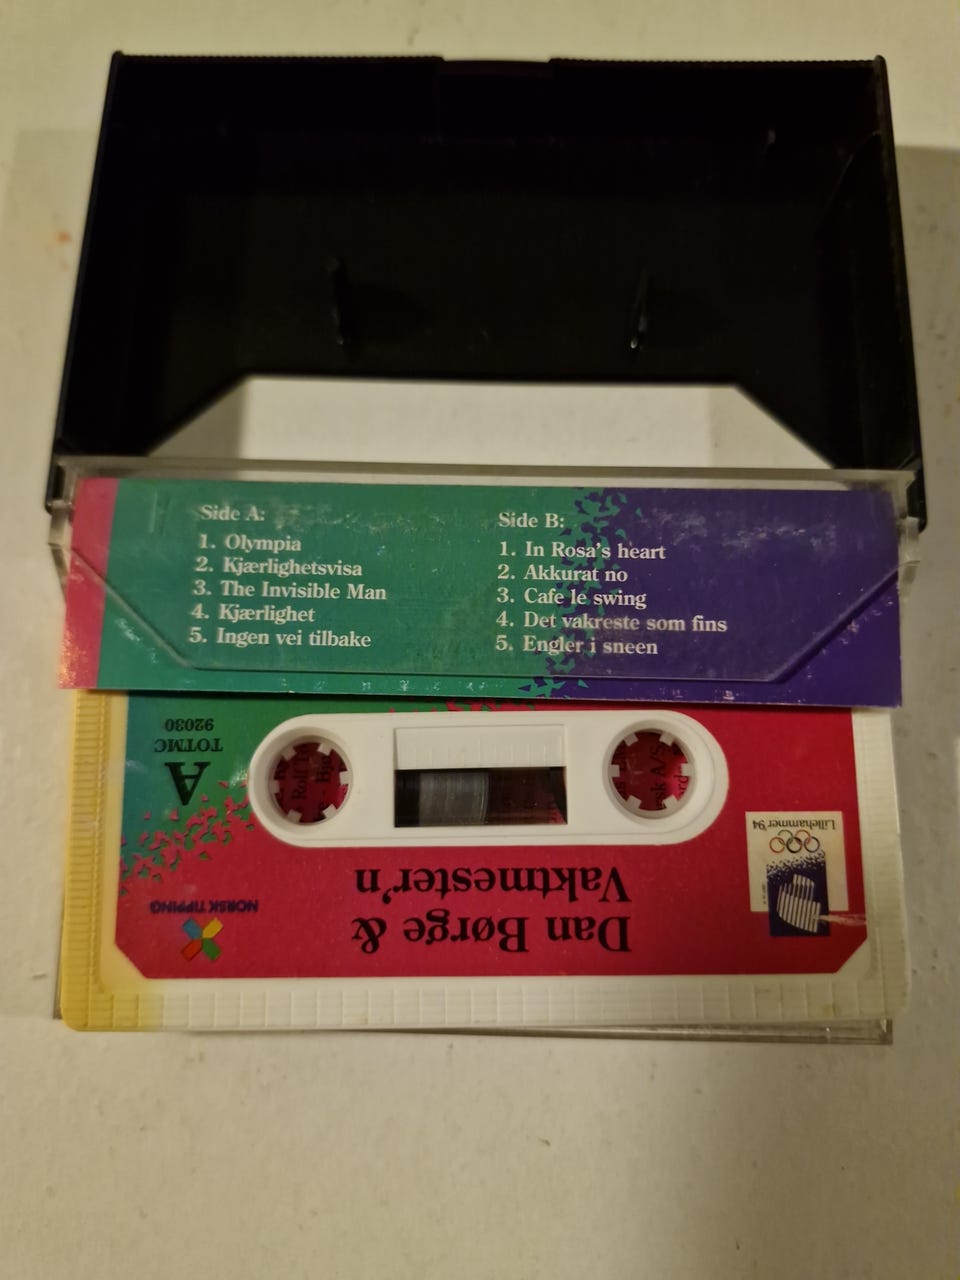 Side A:
1. Olympia
2. Kjærlighetsvisa
3. The Invisible Man
4. Kjærlighet
5. Ingen vei tilbake
Side B:
1. In Rosa's heart
2. Akkurat no
3. Cafe le swing
4. Det vakreste som fins
5. Engler i sneen
Dan Børge &
Vaktmester'n
NORSK TIPPING
Lillehammer'94
A
TOTMC
92030